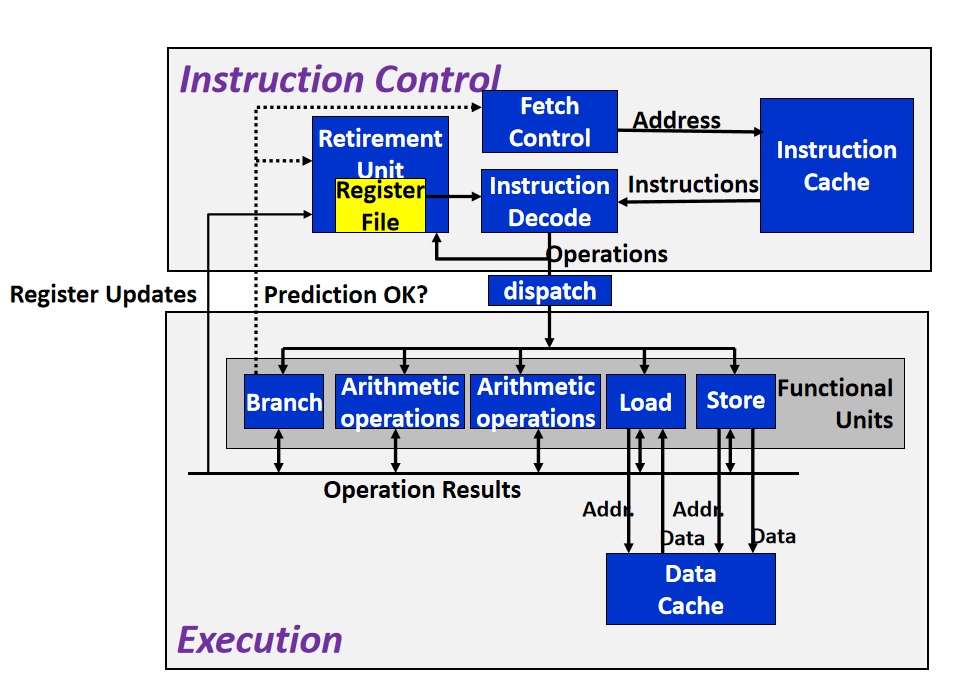 Instruction Control
Fetch
Control
Address
Instruction
Cache
Retirement
Unit
Register
File
Instruction
Decode
Instructions
Operations
Register Updates
Prediction OK?
dispatch
Branch
Arithmetic
operations
Arithmetic
operations
Load
Store
Functional
Units
Operation Results
Addr.
Addr.
Data
Data
Data
Cache
Execution